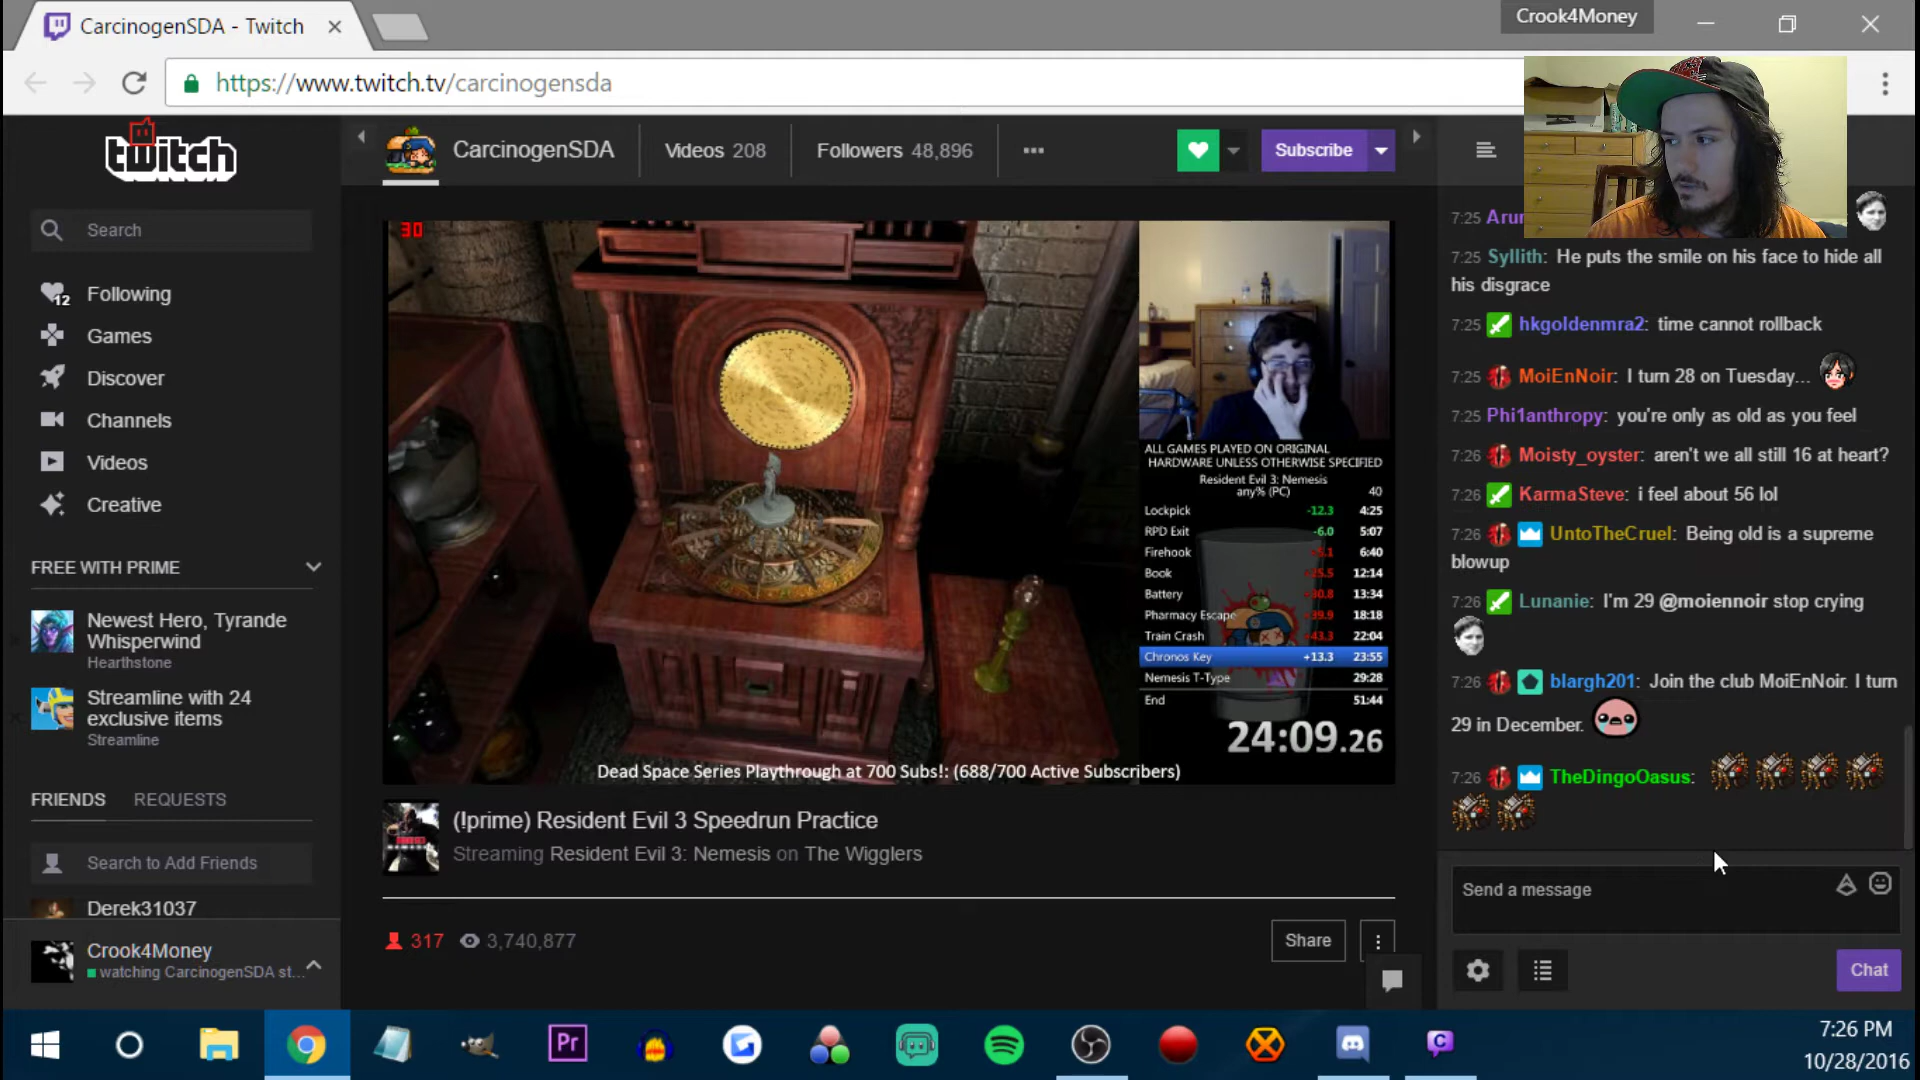 CarcinogenSDA - Twitch
Crook4Money
https://www.twitch.tv/carcinogensda
twitch
CarcinogenSDA
Videos 208
Followers 48,896
Subscribe
Search
Following
12
Games
Discover
Channels
Videos
Creative
FREE WITH PRIME
Newest Hero, Tyrande
Whisperwind
Hearthstone
Streamline with 24
exclusive items
Streamline
FRIENDS REQUESTS
Search to Add Friends
Derek31037
Crook4Money
watching CarcinogenSDA st...
30
ALL GAMES PLAYED ON ORIGINAL
HARDWARE UNLESS OTHERWISE SPECIFIED
Resident Evil 3: Nemesis
any% (PC) 40
Lockpick -12.3 4:25
RPD Exit -6.0 5:07
Firehook 6:40
Book 12:14
Battery 13:34
Pharmacy Escape 18:18
Train Crash +43.3 22:04
Chronos Key +13.3 23:55
Nemesis T-Type 29:28
End 51:44
24:09.26
Dead Space Series Playthrough at 700 Subs!: (688/700 Active Subscribers)
(!prime) Resident Evil 3 Speedrun Practice
Streaming Resident Evil 3: Nemesis on The Wigglers
317 3,740,877
Share
7:25
7:25 Syllith: He puts the smile on his face to hide all
his disgrace
7:25 hkgoldenmra2: time cannot rollback
7:25 MoiEnNoir: I turn 28 on Tuesday...
7:25 Phi1anthropy: you're only as old as you feel
7:26 Moisty_oyster: aren't we all still 16 at heart?
7:26 KarmaSteve: i feel about 56 lol
7:26 UntoTheCruel: Being old is a supreme
blowup
7:26 Lunanie: I'm 29 @moiennoir stop crying
7:26 blargh201: Join the club MoiEnNoir. I turn
29 in December.
7:26 TheDingoOasus:
Send a message
Chat
Pr
7:26 PM
10/28/2016